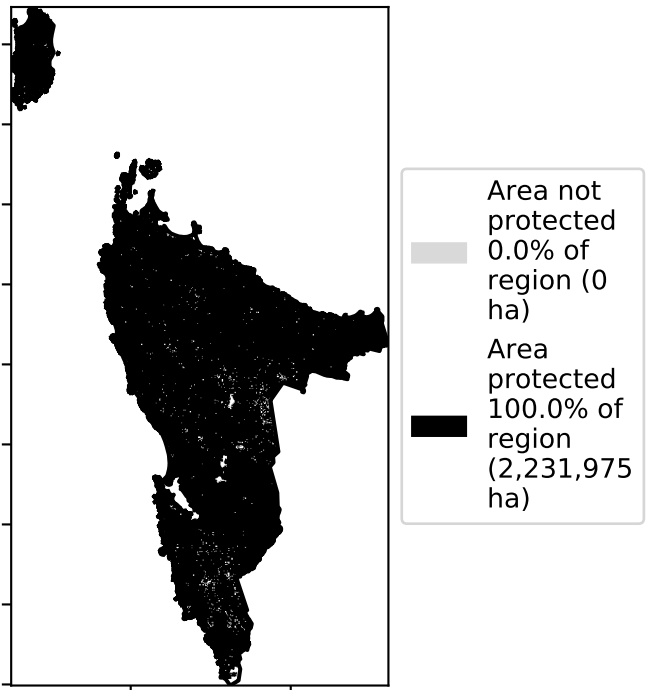 Area not
protected
0.0% of
region (0
ha)
Area
protected
100.0% of
region
(2,231,975
ha)